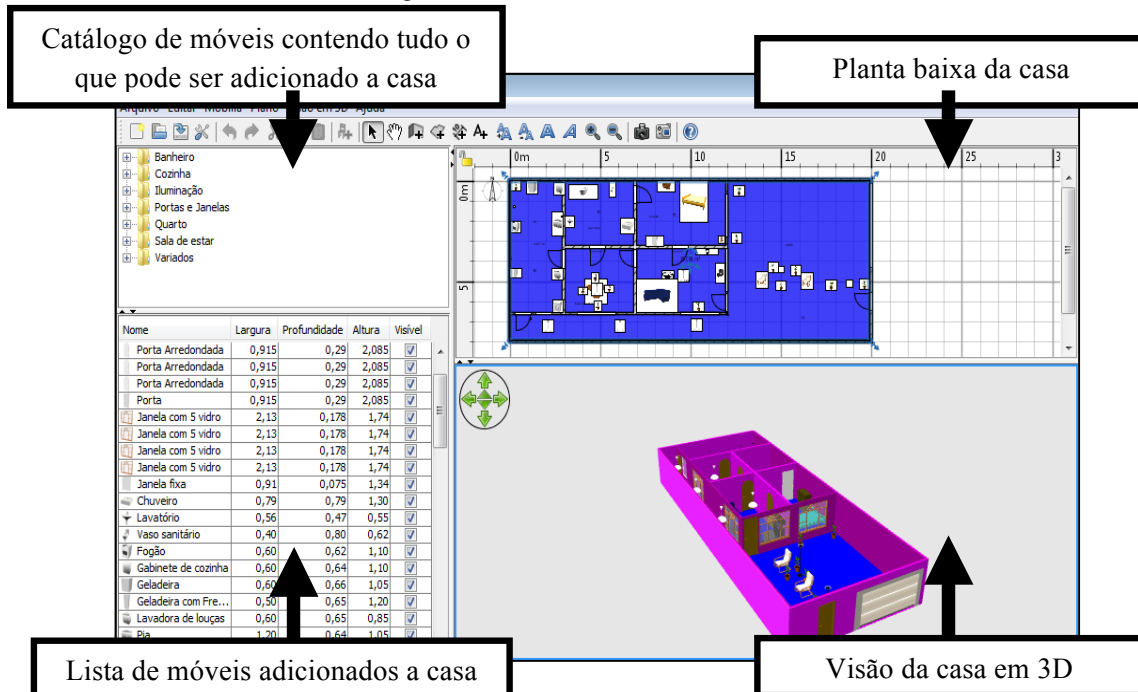 Catálogo de móveis contendo tudo o
que pode ser adicionado a casa
Planta baixa da casa
Banheiro
Cozinha
Iluminação
Portas e Janelas
Quarto
Sala de estar
Variados
0m 5 10 15 20 25 3
0m
5
Nome Largura Profundidade Altura Visível
Porta Arredondada 0,915 0,29 2,085
Porta Arredondada 0,915 0,29 2,085
Porta Arredondada 0,915 0,29 2,085
Porta 0,915 0,29 2,085
Janela com 5 vidro 2,13 0,178 1,74
Janela com 5 vidro 2,13 0,178 1,74
Janela com 5 vidro 2,13 0,178 1,74
Janela com 5 vidro 2,13 0,178 1,74
Janela fixa 0,91 0,075 1,34
Chuveiro 0,79 0,79 1,30
Lavatório 0,56 0,47 0,55
Vaso sanitário 0,40 0,80 0,62
Fogão 0,60 0,62 1,10
Gabinete de cozinha 0,60 0,64 1,10
Geladeira 0,60 0,66 1,05
Geladeira com Fre... 0,50 0,65 1,20
Lavadora de louças 0,60 0,65 0,85
Pia 1,20 0,64 1,05
Lista de móveis adicionados a casa
Visão da casa em 3D